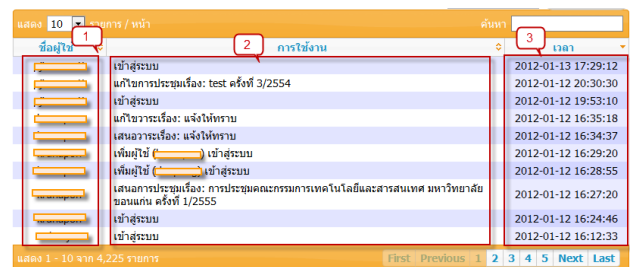 แสดง 10 รายการ / หน้า ค้นหา
1 2 3
ชื่อผู้ใช้ การใช้งาน เวลา
เข้าสู่ระบบ 2012-01-13 17:29:12
แก้ไขการประชุมเรื่อง: test ครั้งที่ 3/2554 2012-01-12 20:30:30
เข้าสู่ระบบ 2012-01-12 19:53:10
แก้ไขวาระเรื่อง: แจ้งให้ทราบ 2012-01-12 16:35:18
เสนอวาระเรื่อง: แจ้งให้ทราบ 2012-01-12 16:34:37
เพิ่มผู้ใช้ ( ) เข้าสู่ระบบ 2012-01-12 16:29:20
เพิ่มผู้ใช้ ( ) เข้าสู่ระบบ 2012-01-12 16:28:55
เสนอการประชุมเรื่อง: การประชุมคณะกรรมการเทคโนโลยีและสารสนเทศ มหาวิทยาลัย
ขอนแก่น ครั้งที่ 1/2555 2012-01-12 16:27:20
เข้าสู่ระบบ 2012-01-12 16:24:46
เข้าสู่ระบบ 2012-01-12 16:12:33
แสดง 1 - 10 จาก 4,225 รายการ First Previous 1 2 3 4 5 Next Last